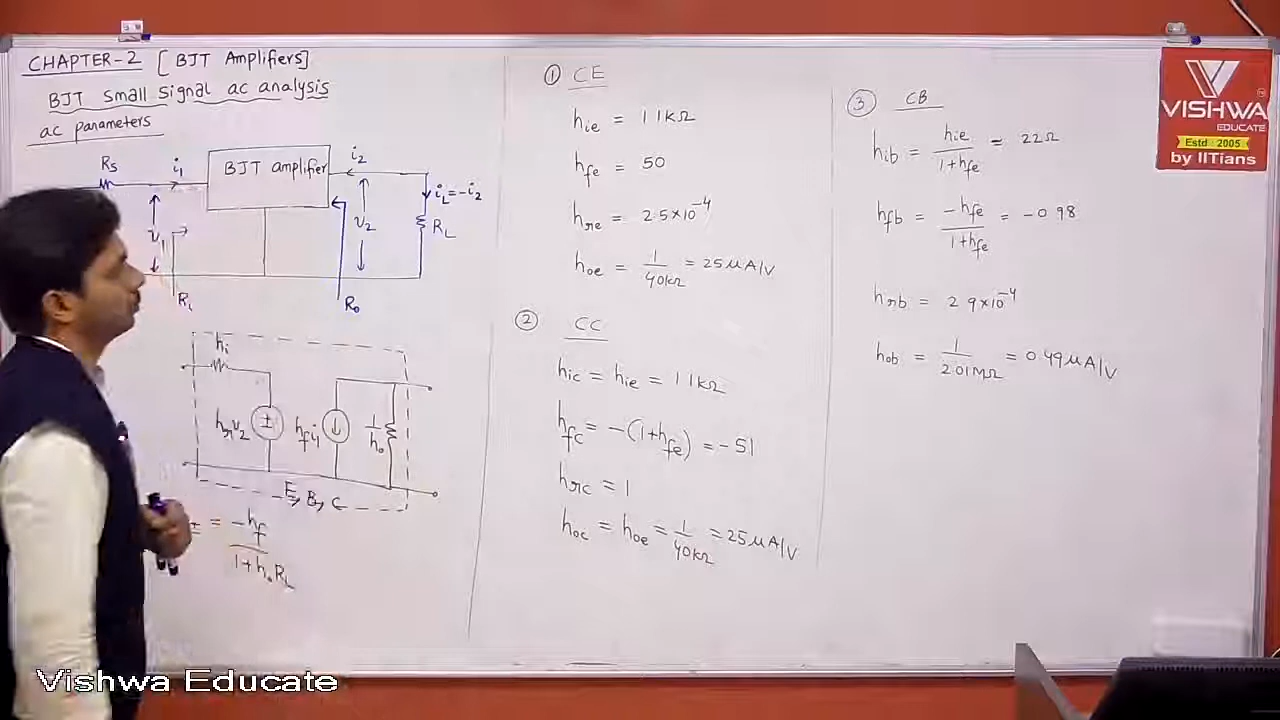 CHAPTER-2 [BJT Amplifiers]
BJT small signal ac analysis
ac parameters
Rs
i1
BJT amplifier
i2
iL=-i2
v1
v2
RL
Ri
Ro
hi
hrv2
hfi1
1/ho
E, B, C
= -hf/1+hoRL
① CE
hie = 1.1kΩ
hfe = 50
hre = 2.5×10^-4
hoe = 1/40kΩ = 25μA/V
② CC
hic = hie = 1.1kΩ
hfc = -(1+hfe) = -51
hrc = 1
hoc = hoe = 1/40kΩ = 25μA/V
③ CB
hib = hie/1+hfe = 22Ω
hfb = -hfe/1+hfe = -0.98
hrb = 2.9×10^-4
hob = 1/2.01MΩ = 0.49μA/V
VISHWA
EDUCATE
Estd 2005
by IITians
Vishwa Educate